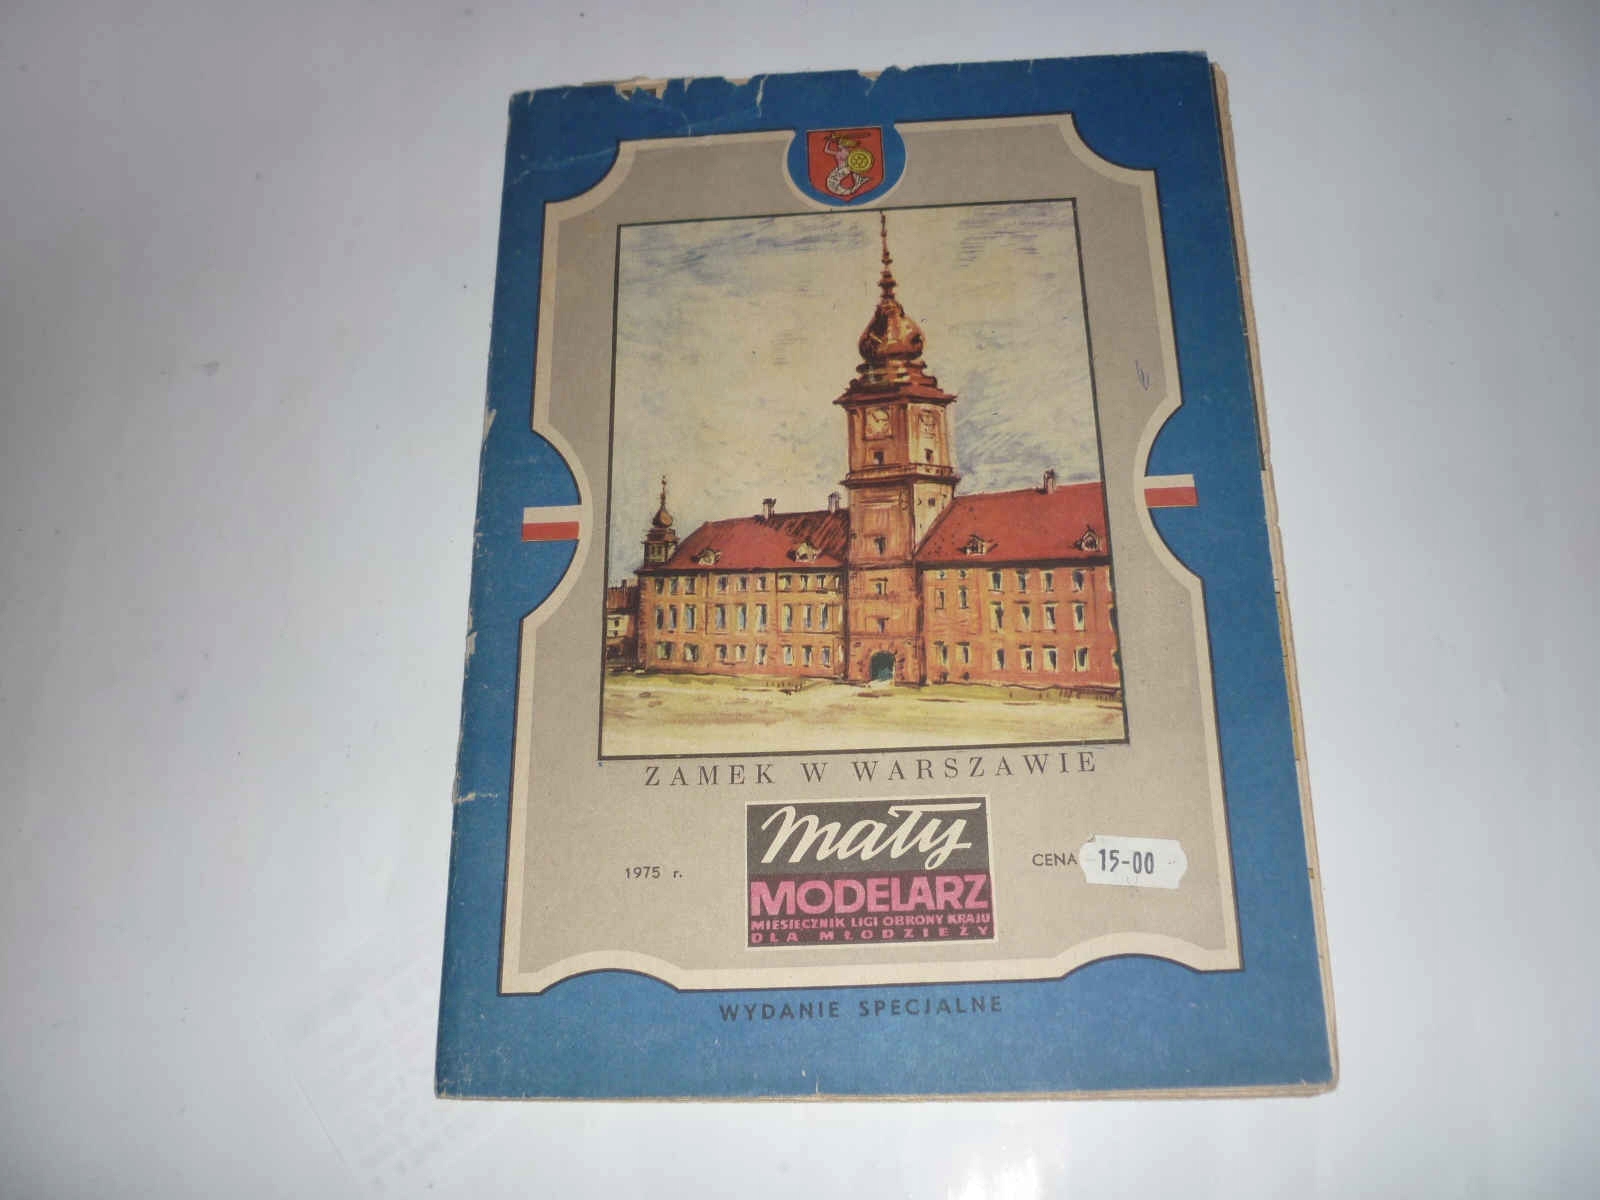 ZAMEK W WARSZAWIE
mały
MODELARZ
MIESIĘCZNIK LIGI OBRONY KRAJU
DLA MŁODZIEŻY
1975 r.
CENA 15-00
WYDANIE SPECJALNE